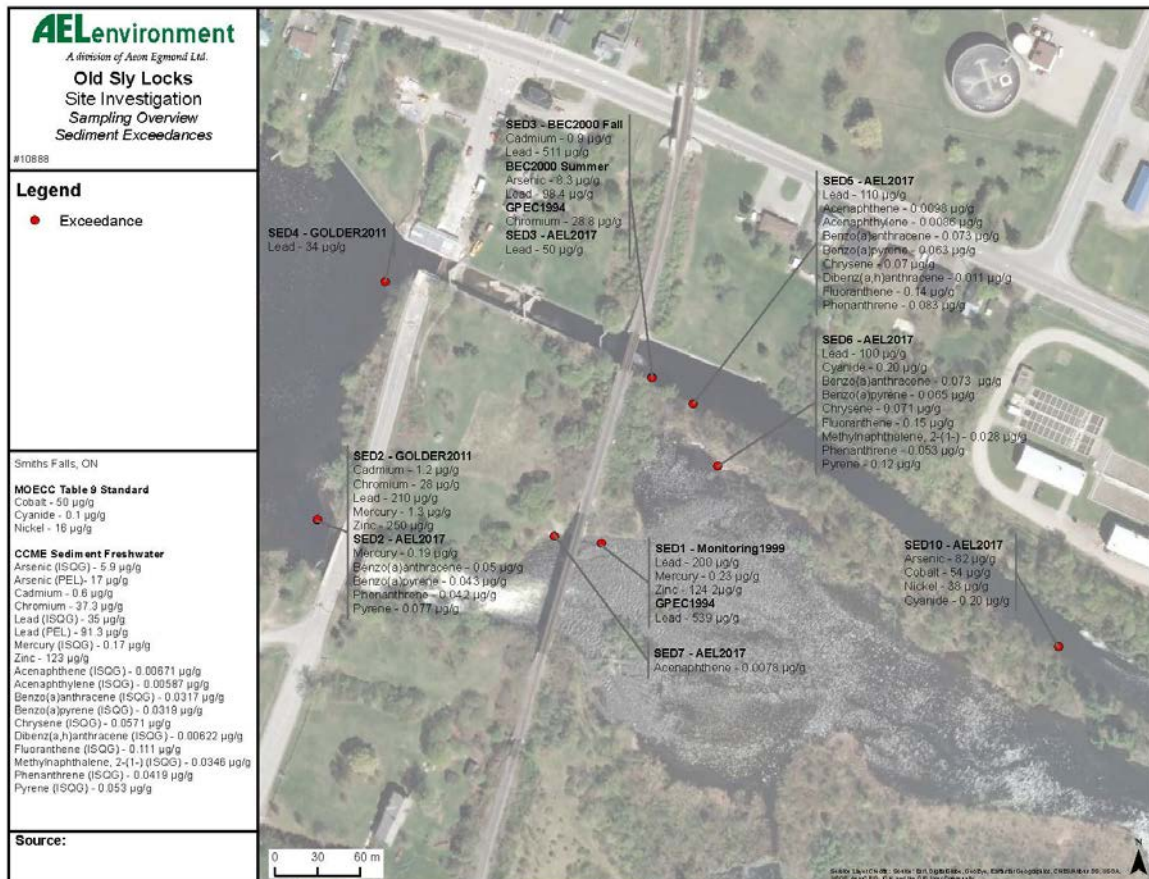 AEL environment
A division of Aeon Egmond Ltd.
Old Sly Locks
Site Investigation
Sampling Overview
Sediment Exceedances
#10888
Legend
Exceedance
Smiths Falls, ON
MOECC Table 9 Standard
Cobalt - 50 µg/g
Cyanide - 0.1 µg/g
Nickel - 16 µg/g
CCME Sediment Freshwater
Arsenic (ISQG) - 5.9 µg/g
Arsenic (PEL)- 17 µg/g
Cadmium - 0.6 µg/g
Chromium - 37.3 µg/g
Lead (ISQG) - 35 µg/g
Lead (PEL) - 91.3 µg/g
Mercury (ISQG) - 0.17 µg/g
Zinc - 123 µg/g
Acenaphthene (ISQG) - 0.00671 µg/g
Acenaphthylene (ISQG) - 0.00587 µg/g
Benzo(a)anthracene (ISQG) - 0.0317 µg/g
Benzo(a)pyrene (ISQG) - 0.0319 µg/g
Chrysene (ISQG) - 0.0571 µg/g
Dibenz(a,h)anthracene (ISQG) - 0.00622 µg/g
Fluoranthene (ISQG) - 0.111 µg/g
Methylnaphthalene, 2-(1-) (ISQG) - 0.0346 µg/g
Phenanthrene (ISQG) - 0.0419 µg/g
Pyrene (ISQG) - 0.053 µg/g
Source:
SED4 - GOLDER2011
Lead - 34 µg/g
SED3 - BEC2000 Fall
Cadmium - 0.9 µg/g
Lead - 511 µg/g
BEC2000 Summer
Arsenic - 8.3 µg/g
Lead - 98.4 µg/g
GPEC1994
Chromium - 28.8 µg/g
SED3 - AEL2017
Lead - 50 µg/g
SED5 - AEL2017
Lead - 110 µg/g
Acenaphthene - 0.0098 µg/g
Acenaphthylene - 0.0086 µg/g
Benzo(a)anthracene - 0.073 µg/g
Benzo(a)pyrene - 0.063 µg/g
Chrysene - 0.07 µg/g
Dibenz(a,h)anthracene - 0.011 µg/g
Fluoranthene - 0.14 µg/g
Phenanthrene - 0.083 µg/g
SED6 - AEL2017
Lead - 100 µg/g
Cyanide - 0.20 µg/g
Benzo(a)anthracene - 0.073 µg/g
Benzo(a)pyrene - 0.065 µg/g
Chrysene - 0.071 µg/g
Fluoranthene - 0.15 µg/g
Methylnaphthalene, 2-(1-) - 0.028 µg/g
Phenanthrene - 0.053 µg/g
Pyrene - 0.12 µg/g
SED2 - GOLDER2011
Cadmium - 1.2 µg/g
Chromium - 28 µg/g
Lead - 210 µg/g
Mercury - 1.3 µg/g
Zinc - 250 µg/g
SED2 - AEL2017
Mercury - 0.19 µg/g
Benzo(a)anthracene - 0.05 µg/g
Benzo(a)pyrene - 0.043 µg/g
Phenanthrene - 0.042 µg/g
Pyrene - 0.077 µg/g
SED1 - Monitoring1999
Lead - 200 µg/g
Mercury - 0.23 µg/g
Zinc - 124.2 µg/g
GPEC1994
Lead - 539 µg/g
SED7 - AEL2017
Acenaphthene - 0.0078 µg/g
SED10 - AEL2017
Arsenic - 82 µg/g
Cobalt - 54 µg/g
Nickel - 38 µg/g
Cyanide - 0.20 µg/g
0 30 60 m
N